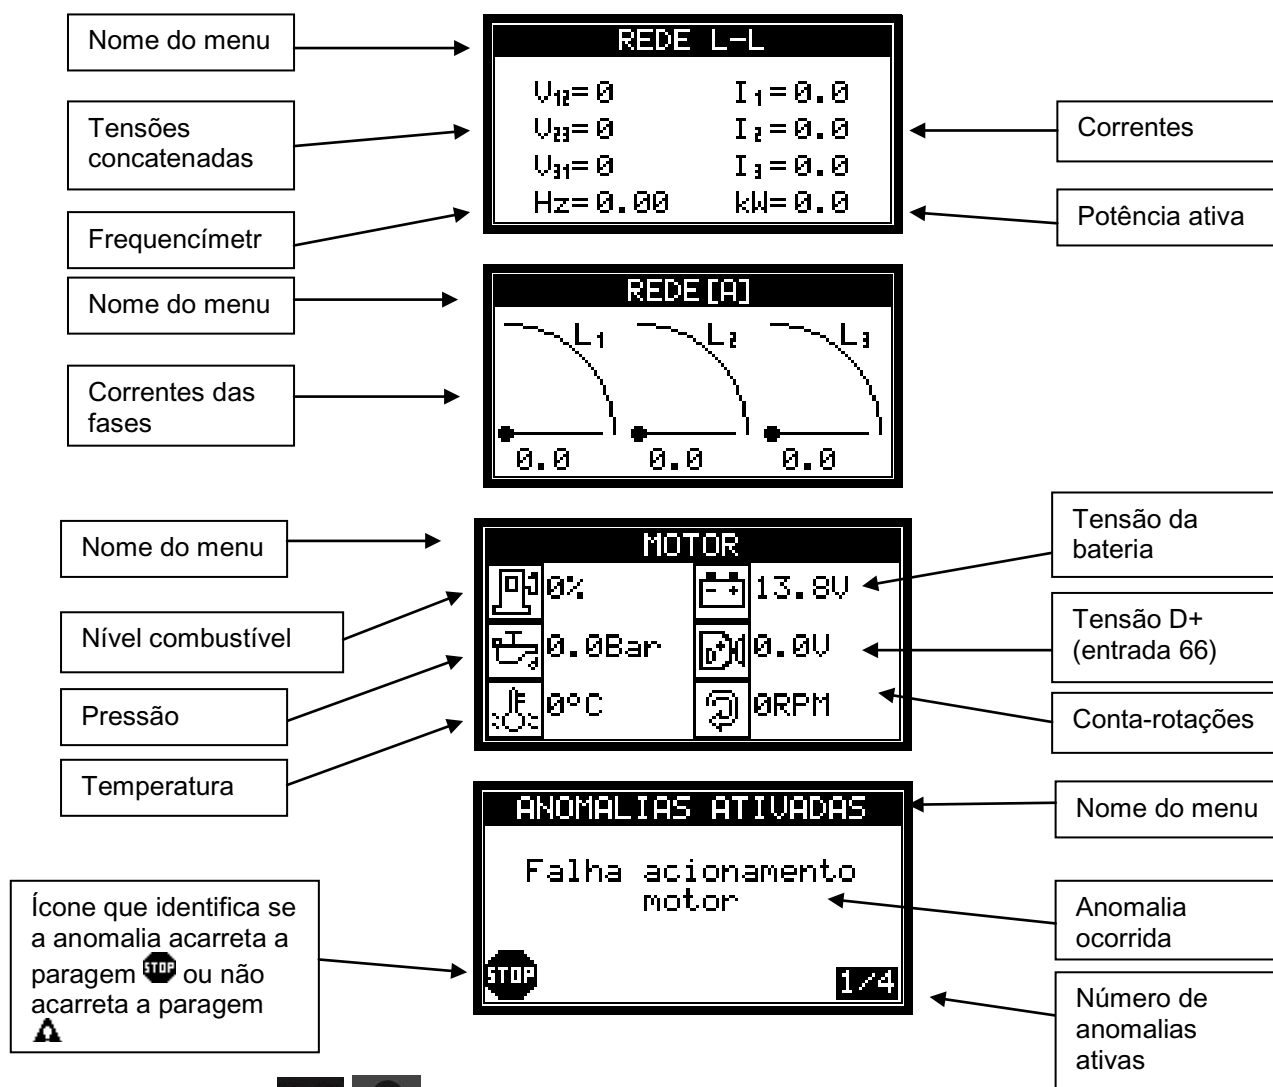 Nome do menu
REDE L-L
V12=0 I1=0.0
V23=0 I2=0.0
V31=0 I3=0.0
Hz=0.00 kW=0.0
Tensões
concatenadas
Correntes
Frequencímetr
Potência ativa
Nome do menu
REDE[A]
L1 L2 L3
0.0 0.0 0.0
Correntes das
fases
Nome do menu
MOTOR
0% 13.8V
0.0Bar D+ 0.0V
0°C 0RPM
Tensão da
bateria
Nível combustível
Tensão D+
(entrada 66)
Pressão
Conta-rotações
Temperatura
ANOMALIAS ATIVADAS
Falha acionamento
motor
STOP 1/4
Nome do menu
Ícone que identifica se
a anomalia acarreta a
paragem STOP ou não
acarreta a paragem
Anomalia
ocorrida
Número de
anomalias
ativas